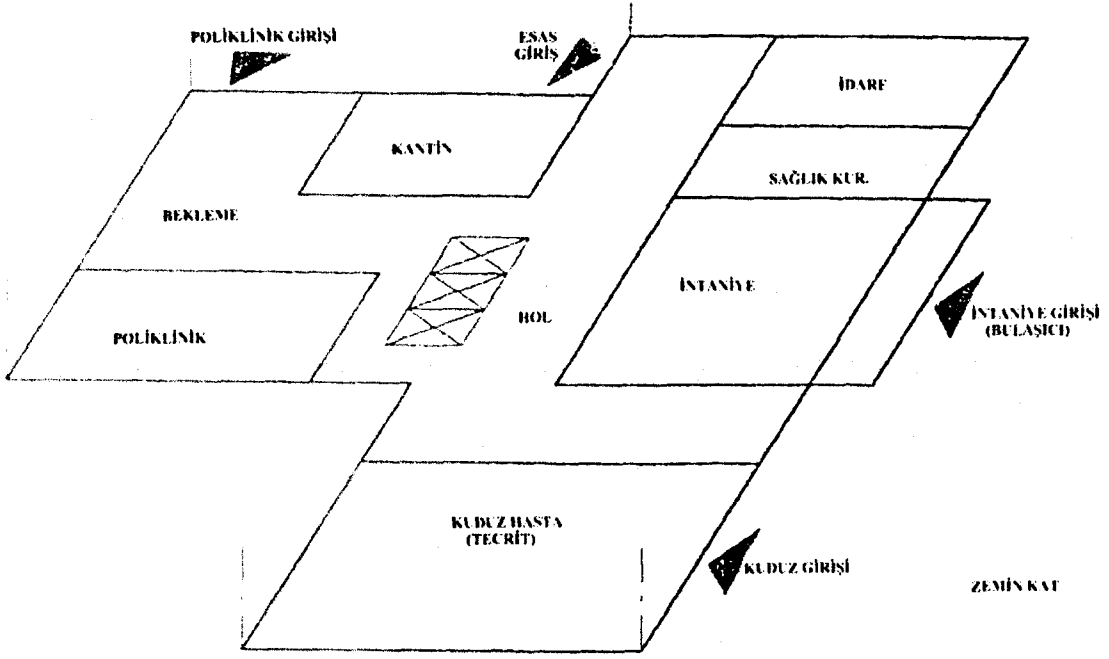 POLİKLİNİK GİRİŞİ
ESAS
GİRİŞ
İDARE
KANTİN
SAĞLIK KUR.
BEKLEME
İNTANİYE
HOL
İNTANİYE GİRİŞİ
(BULAŞICI)
POLİKLİNİK
KUDUZ HASTA
(TECRİT)
KUDUZ GİRİŞİ
ZEMİN KAT